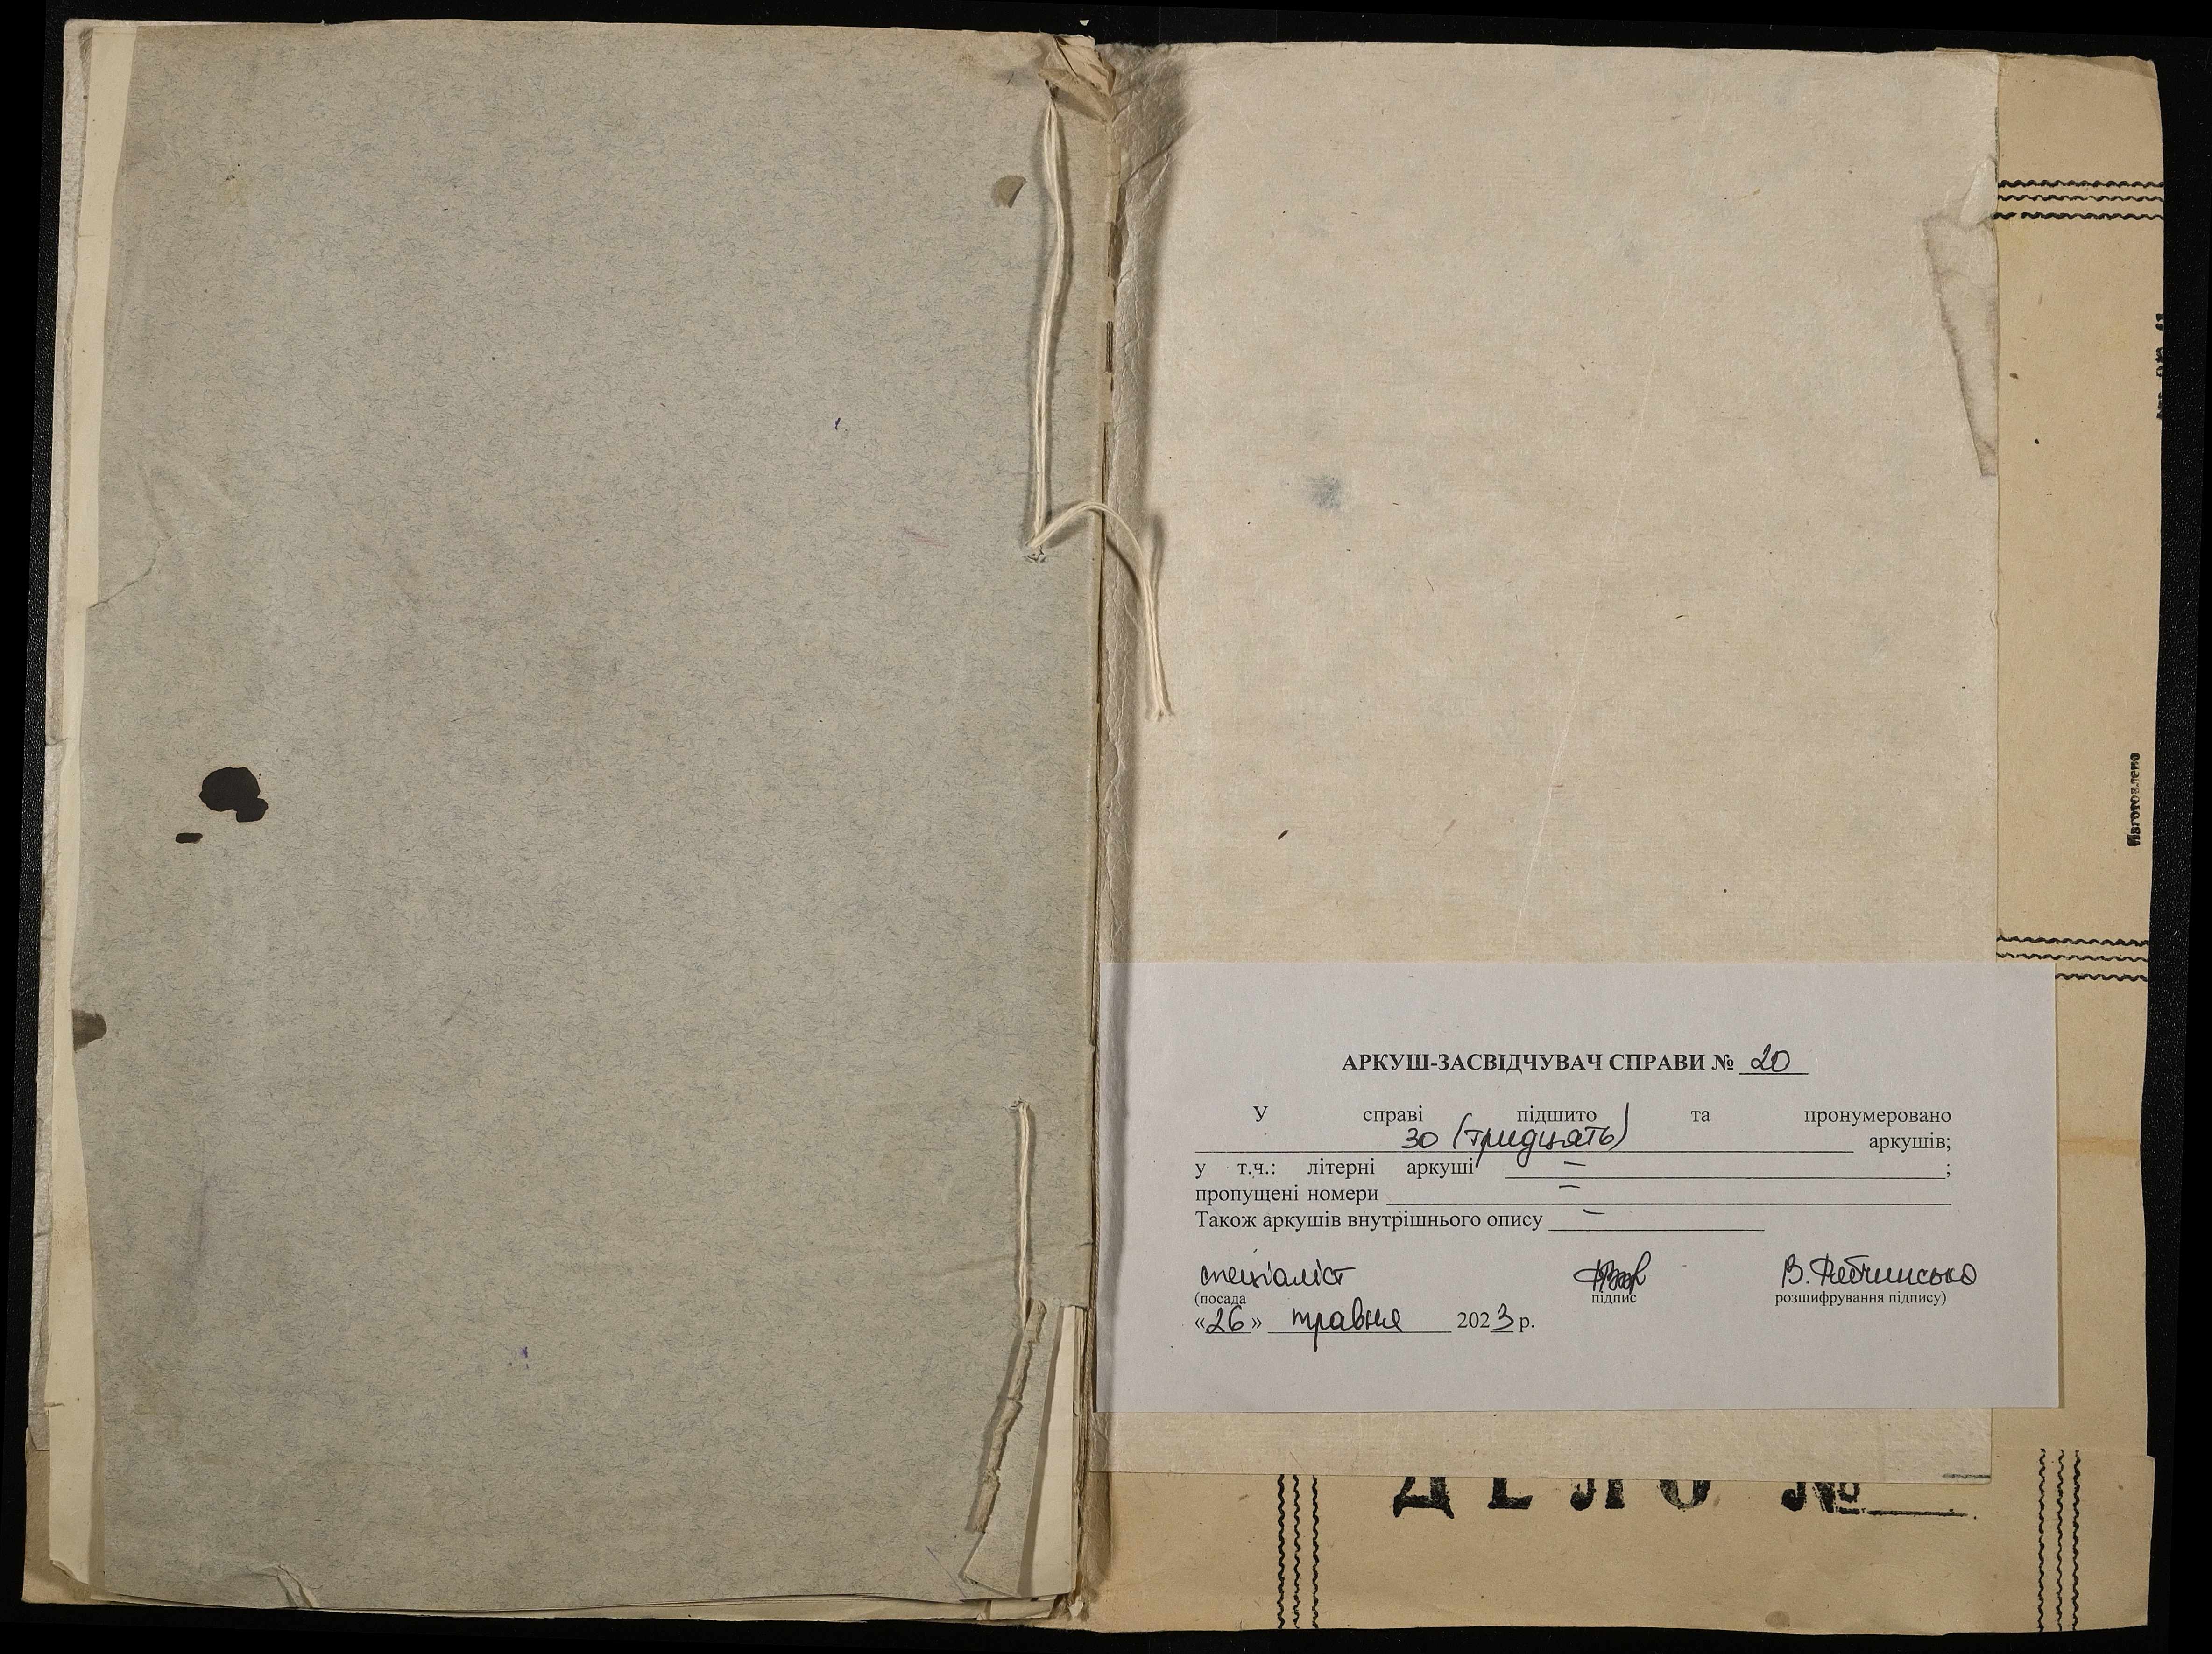 АРКУШ-ЗАСВІДЧУВАЧ СПРАВИ № 20
У справі підшито та пронумеровано
30 (тридцять) аркушів;
у т.ч.: літерні аркуші – ;
пропущені номери –
Також аркушів внутрішнього опису –
спеціаліст В.
(посада підпис розшифрування підпису)
«26» травня 2023 р.
ДЕЛО №
Изготовлено